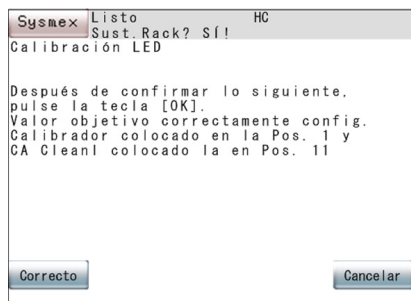 Sysmex Listo HC
Sust.Rack? SÍ!
Calibración LED
Después de confirmar lo siguiente,
pulse la tecla [OK].
Valor objetivo correctamente config.
Calibrador colocado en la Pos. 1 y
CA CleanI colocado la en Pos. 11
Correcto Cancelar